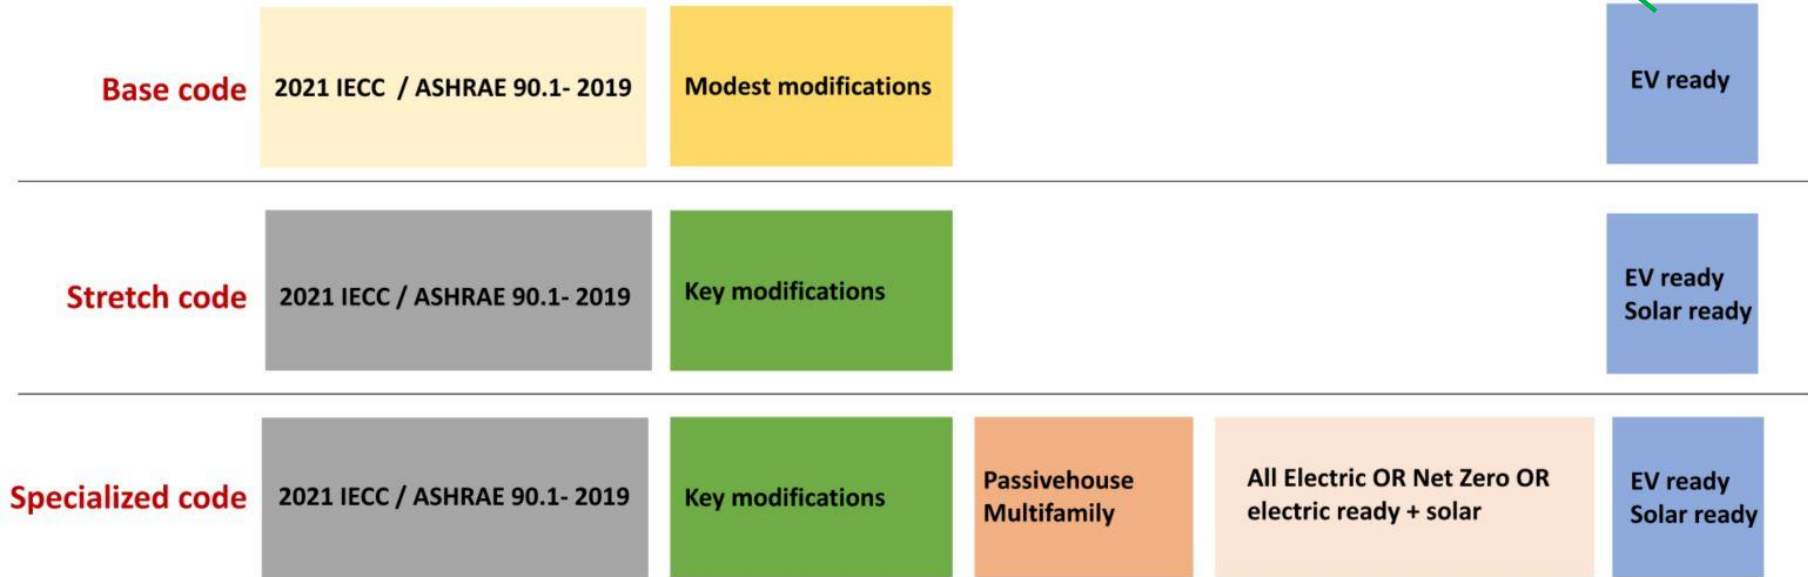 Base code
2021 IECC / ASHRAE 90.1- 2019
Modest modifications
EV ready
Stretch code
2021 IECC / ASHRAE 90.1- 2019
Key modifications
EV ready
Solar ready
Specialized code
2021 IECC / ASHRAE 90.1- 2019
Key modifications
Passivehouse
Multifamily
All Electric OR Net Zero OR
electric ready + solar
EV ready
Solar ready